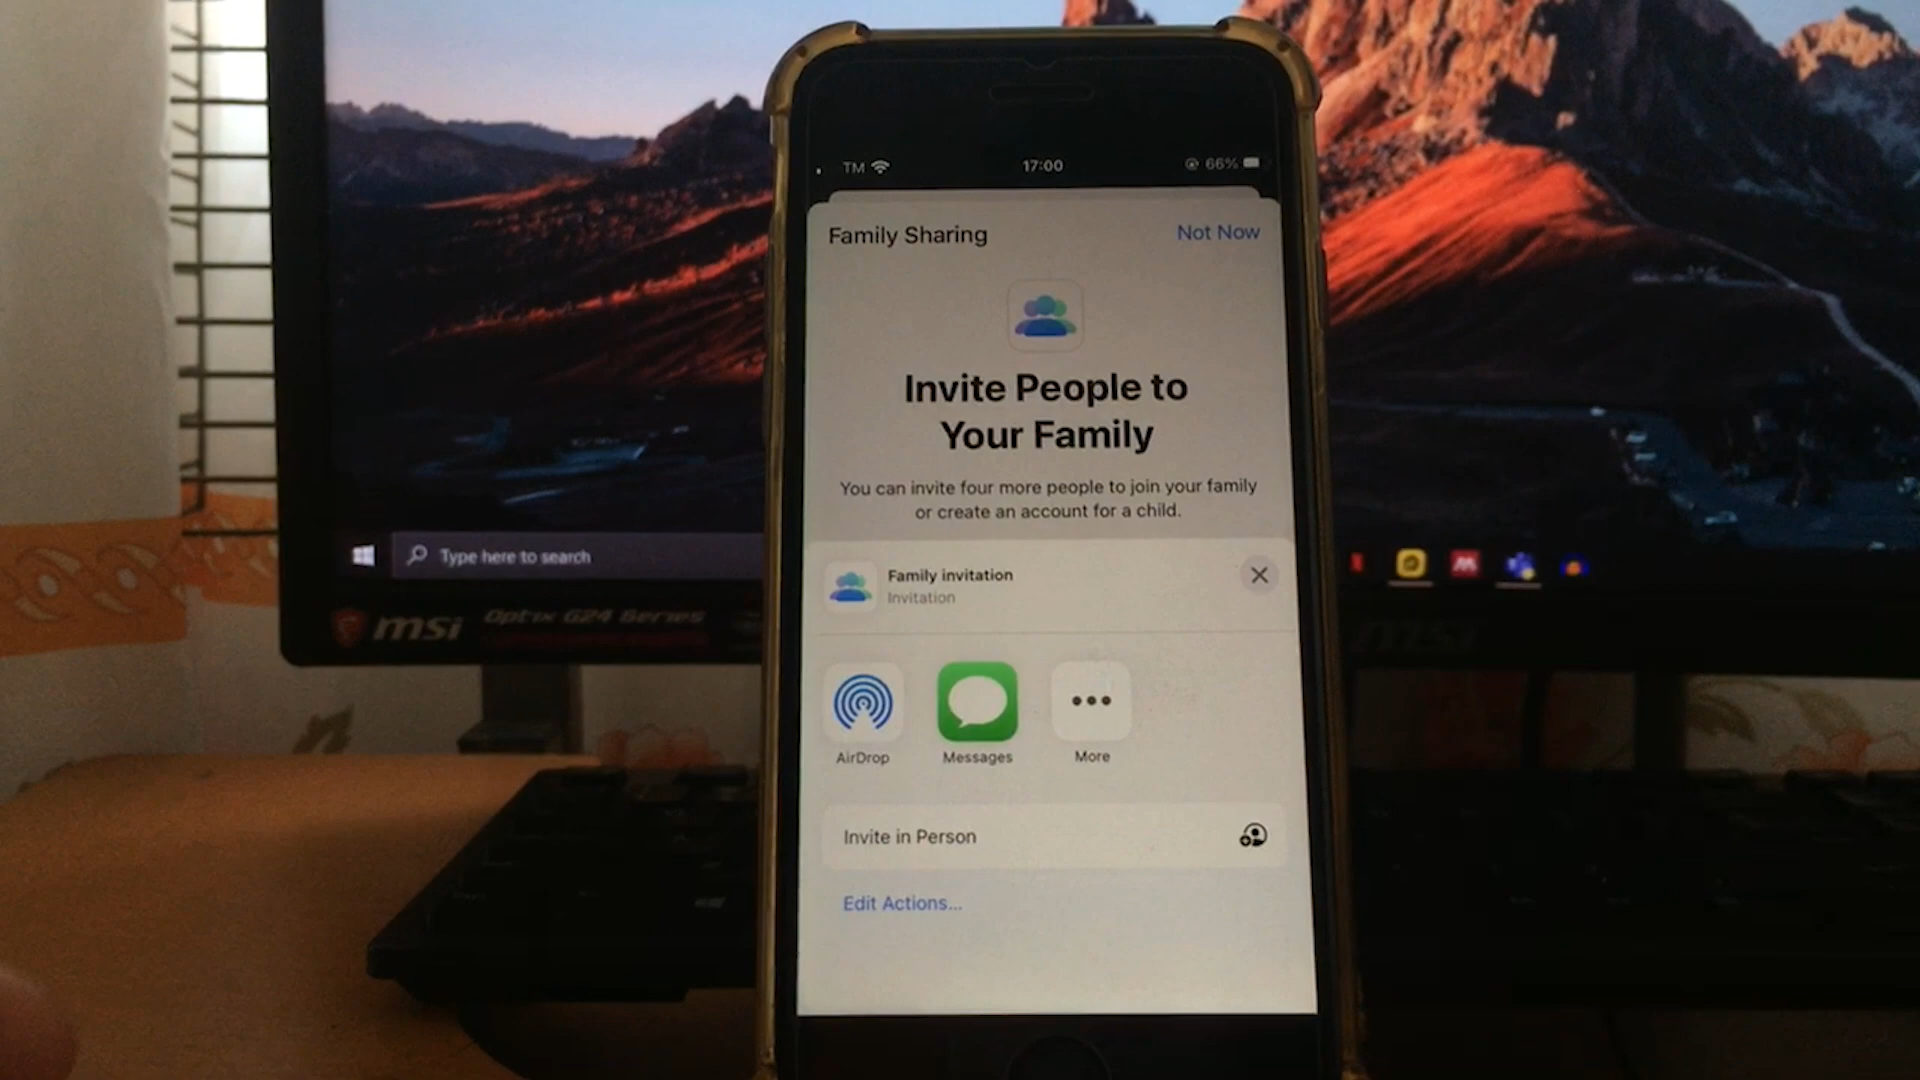 TM
17:00
66%
Family Sharing
Not Now
Invite People to
Your Family
You can invite four more people to join your family
or create an account for a child.
Family invitation
Invitation
AirDrop
Messages
More
Invite in Person
Edit Actions...
Type here to search
msi
Optix G24 Series
msi